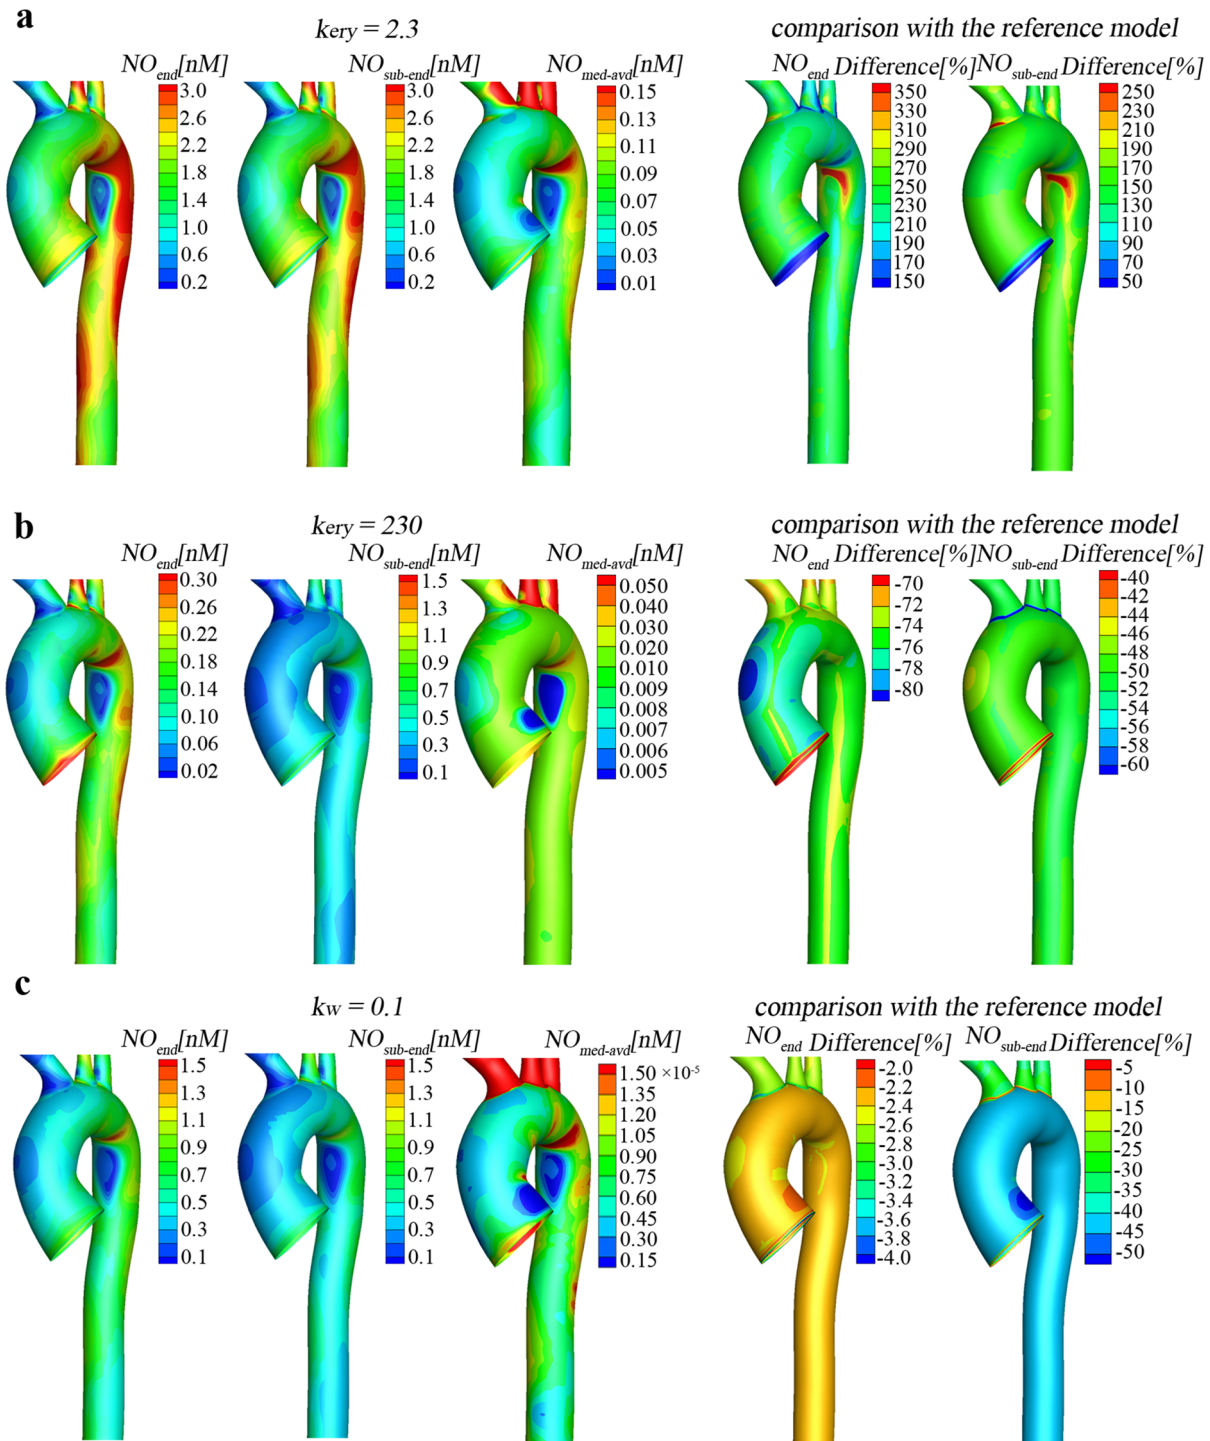 a
kery = 2.3
comparison with the reference model
NOend[nM] NOsub-end[nM] NOmed-avd[nM] NOend Difference[%] NOsub-end Difference[%]
3.0 3.0 0.15 350 250
2.6 2.6 0.13 330 210
2.2 2.2 0.11 310 190
1.8 1.8 0.09 290 170
1.4 1.4 0.07 250 150
1.0 1.0 0.05 230 130
0.6 0.6 0.03 210 110
0.2 0.2 0.01 190 90
170 70
150 50
b
kery = 230
comparison with the reference model
NOend[nM] NOsub-end[nM] NOmed-avd[nM] NOend Difference[%] NOsub-end Difference[%]
0.30 1.5 0.050 -70 -40
0.26 1.3 0.040 -72 -42
0.22 1.1 0.030 -74 -44
0.18 0.9 0.020 -76 -46
0.14 0.7 0.010 -78 -48
0.10 0.5 0.009 -80 -50
0.06 0.3 0.008 -52
0.02 0.1 0.007 -54
0.006 -56
0.005 -58
-60
c
kw = 0.1
comparison with the reference model
NOend[nM] NOsub-end[nM] NOmed-avd[nM] NOend Difference[%] NOsub-end Difference[%]
1.5 1.5 1.50 ×10-5 -2.0 -5
1.3 1.3 1.35 -2.2 -10
1.1 1.1 1.20 -2.4 -15
0.9 0.9 1.05 -2.6 -20
0.7 0.7 0.90 -2.8 -25
0.5 0.5 0.75 -3.0 -30
0.3 0.3 0.60 -3.2 -35
0.1 0.1 0.45 -3.4 -40
0.30 -3.6 -45
0.15 -3.8 -50
-4.0